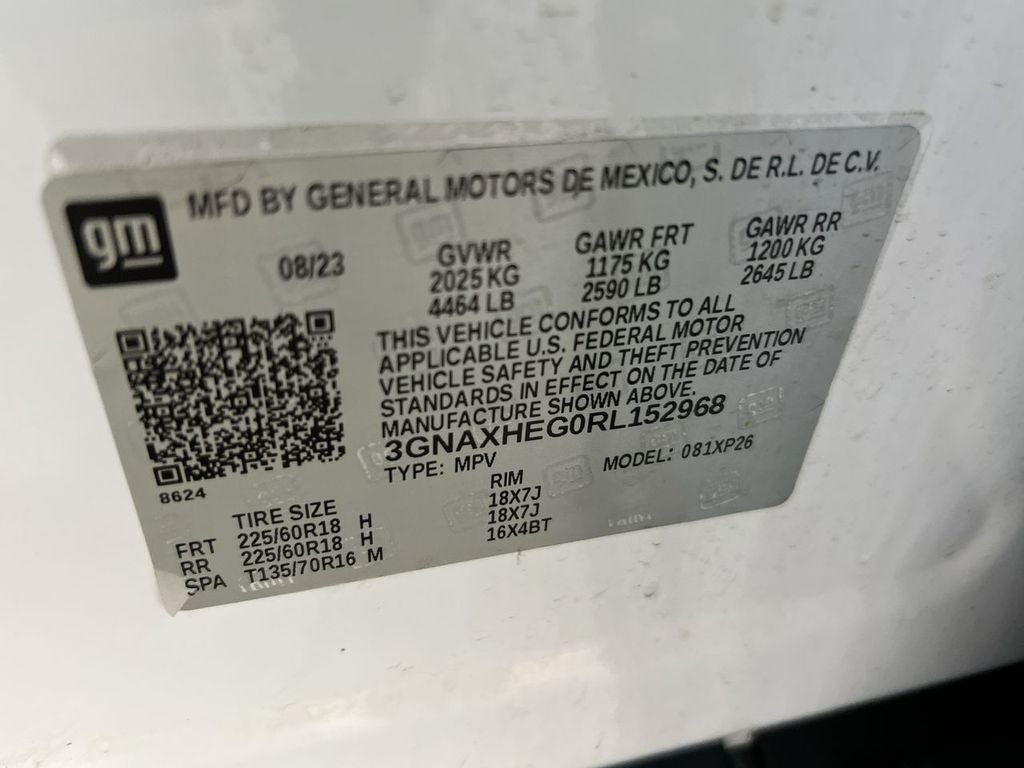 gm
MFD BY GENERAL MOTORS DE MEXICO, S. DE R.L. DE C.V.
08/23 GVWR GAWR FRT GAWR RR
2025 KG 1175 KG 1200 KG
4464 LB 2590 LB 2645 LB
THIS VEHICLE CONFORMS TO ALL
APPLICABLE U.S. FEDERAL MOTOR
VEHICLE SAFETY AND THEFT PREVENTION
STANDARDS IN EFFECT ON THE DATE OF
MANUFACTURE SHOWN ABOVE.
3GNAXHEG0RL152968
TYPE: MPV MODEL: 081XP26
8624
TIRE SIZE RIM
FRT 225/60R18 H 18X7J
RR 225/60R18 H 18X7J
SPA T135/70R16 M 16X4BT